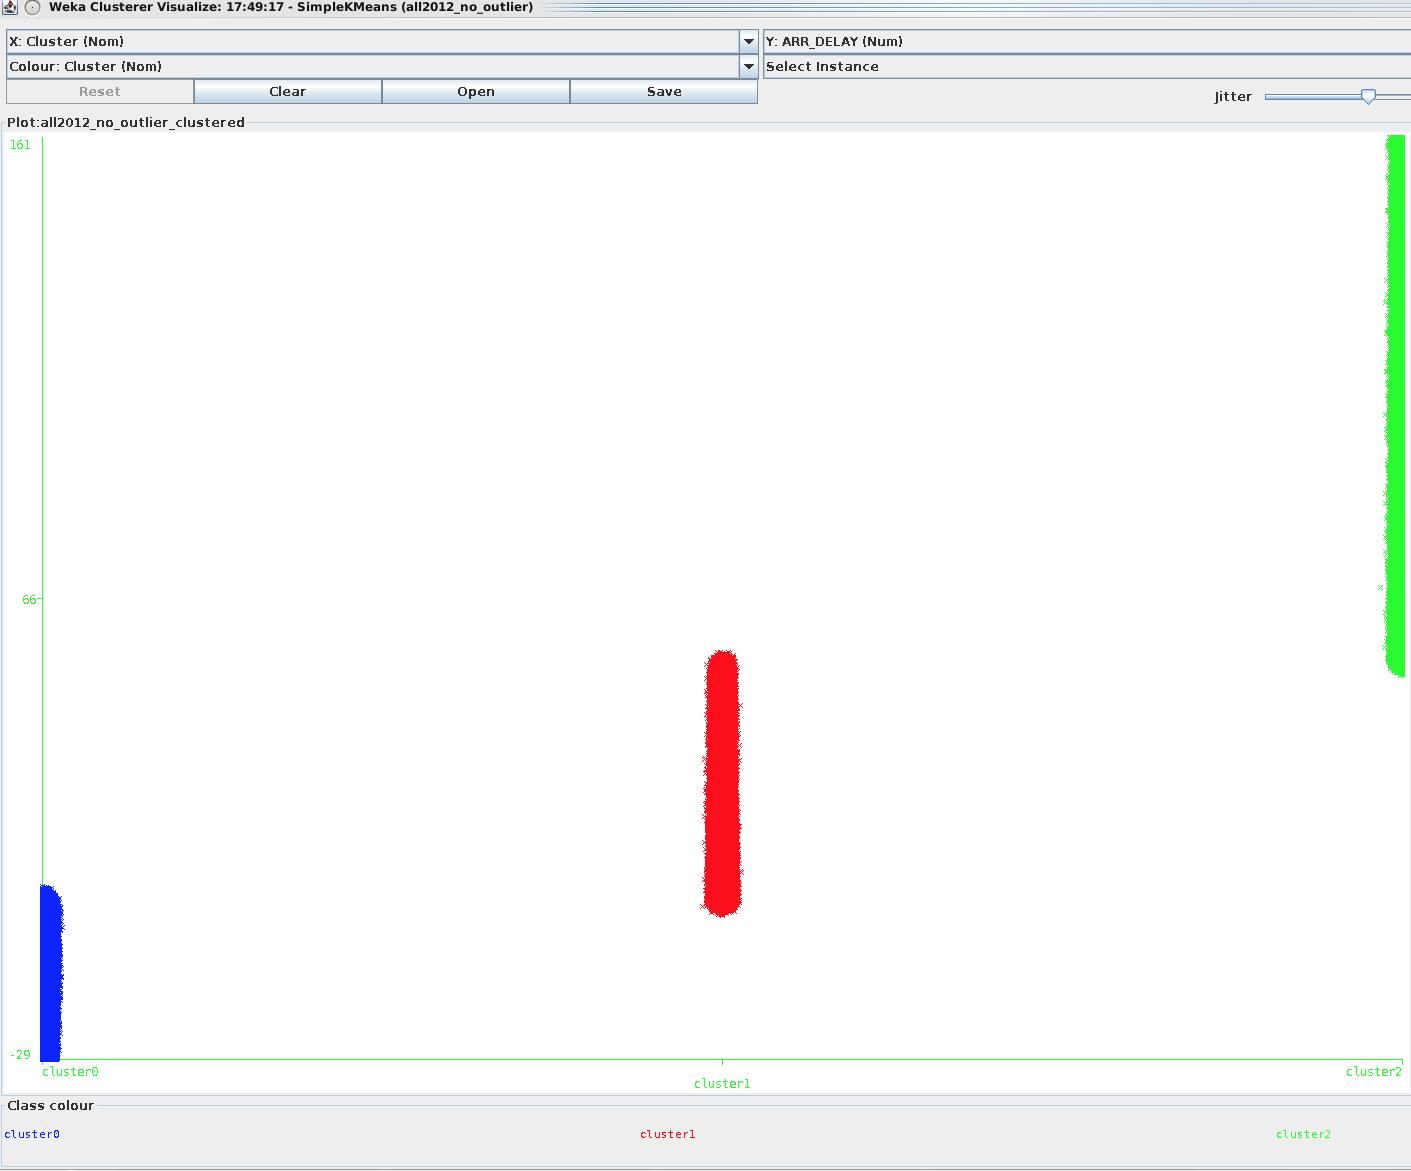 Weka Clusterer Visualize: 17:49:17 - SimpleKMeans (all2012_no_outlier)
X: Cluster (Nom) Y: ARR_DELAY (Num)
Colour: Cluster (Nom) Select Instance
Reset Clear Open Save Jitter
Plot:all2012_no_outlier_clustered
161
66
-29
cluster0 cluster1 cluster2
Class colour
cluster0 cluster1 cluster2